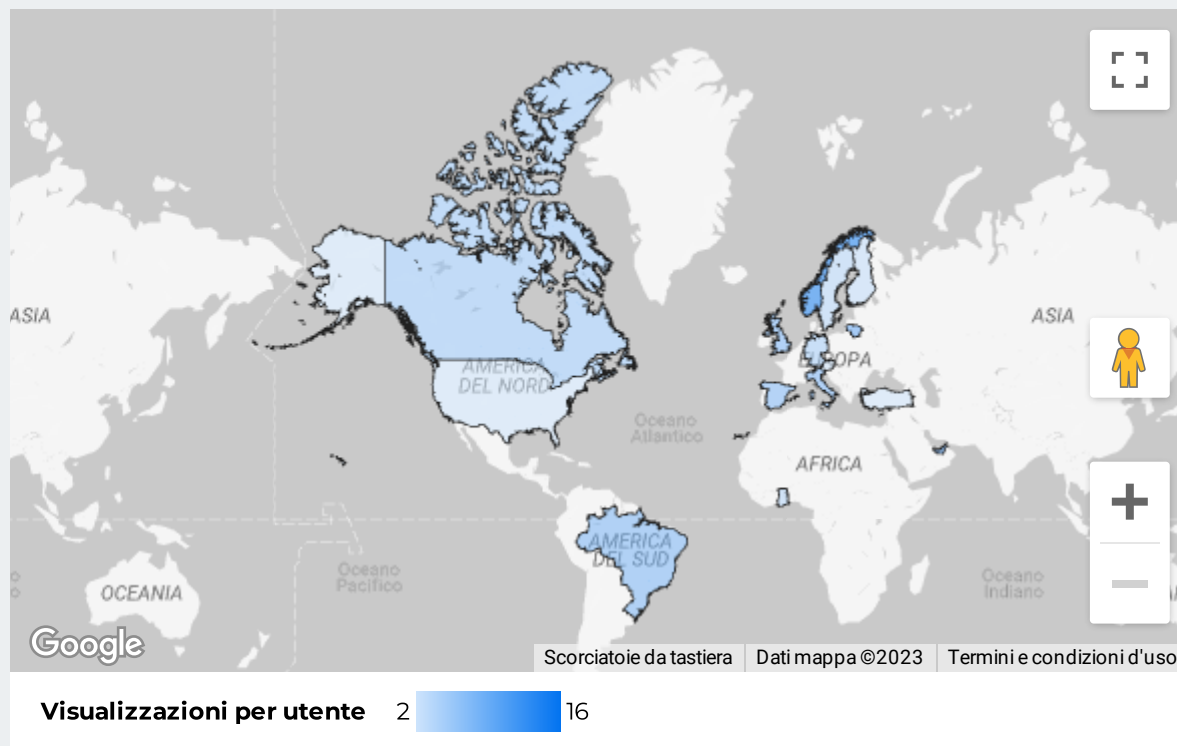 ASIA
ASIA
AMERICA
DEL NORD
EUROPA
Oceano
Atlantico
AFRICA
AMERICA
DEL SUD
Oceano
Pacifico
Oceano
Indiano
OCEANIA
Google
Scorciatoie da tastiera
Dati mappa ©2023
Termini e condizioni d'uso
Visualizzazioni per utente 2 16